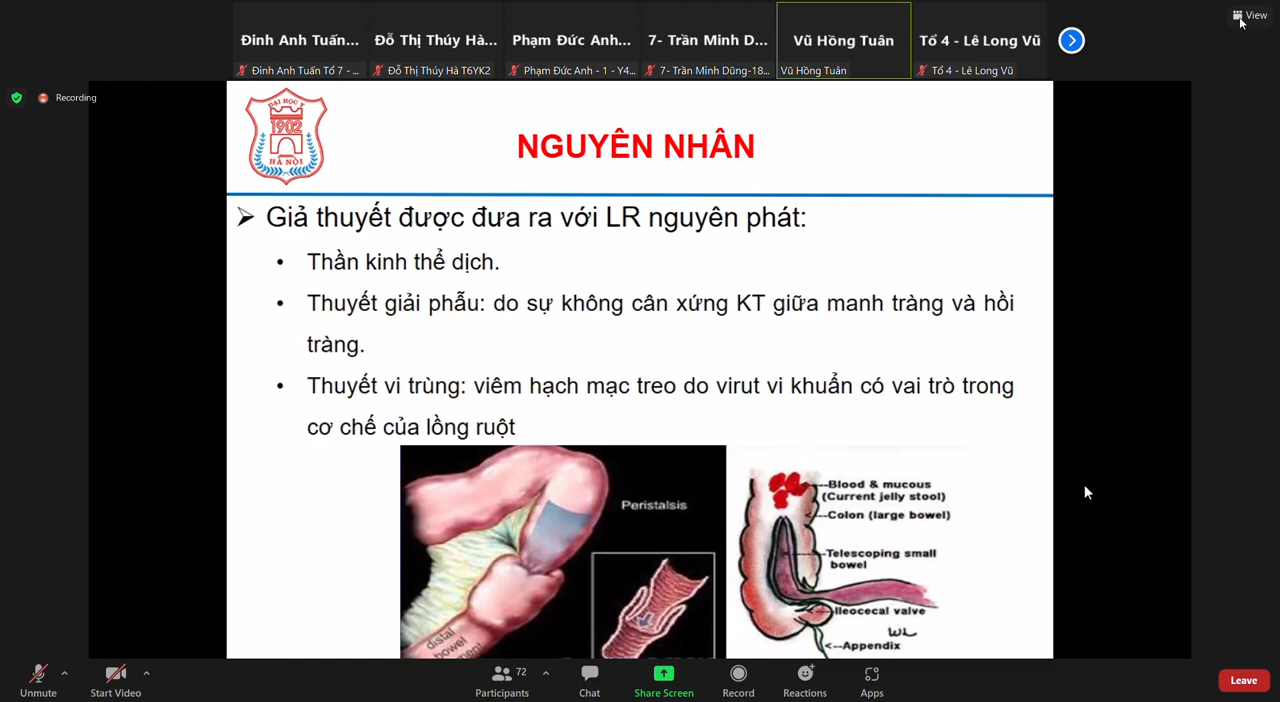 View
Đinh Anh Tuấn...
Đỗ Thị Thúy Hà...
Phạm Đức Anh...
7- Trần Minh D...
Vũ Hồng Tuân
Tổ 4 - Lê Long Vũ
Đinh Anh Tuấn Tổ 7 - ...
Đỗ Thị Thúy Hà T6YK2
Phạm Đức Anh - 1 - Y4...
7- Trần Minh Dũng-18...
Vũ Hồng Tuân
Tổ 4 - Lê Long Vũ
Recording
ĐẠI HỌC Y
1902
HÀ NỘI
NGUYÊN NHÂN
Giả thuyết được đưa ra với LR nguyên phát:
• Thần kinh thể dịch.
• Thuyết giải phẫu: do sự không cân xứng KT giữa manh tràng và hồi
tràng.
• Thuyết vi trùng: viêm hạch mạc treo do virut vi khuẩn có vai trò trong
cơ chế của lồng ruột
Peristalsis
distal
bowel
Blood & mucous
(Current jelly stool)
Colon (large bowel)
Telescoping small
bowel
Ileocecal valve
Appendix
Unmute
Start Video
72
Participants
Chat
Share Screen
Record
Reactions
Apps
Leave